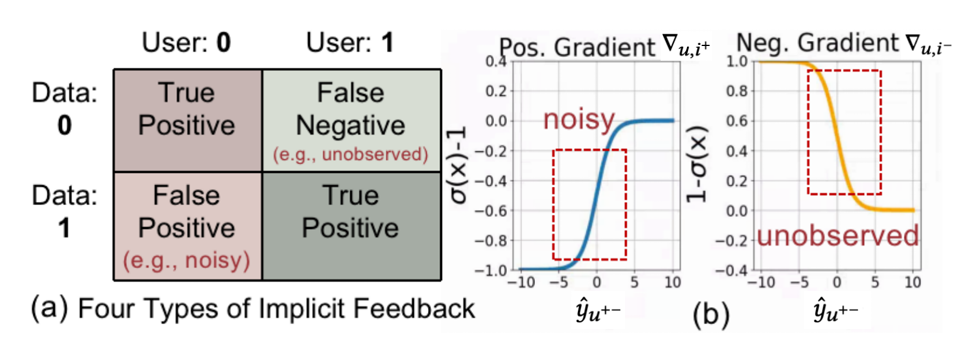 User: 0 User: 1
Data: 0
True Positive
False Negative
(e.g., unobserved)
Data: 1
False Positive
(e.g., noisy)
True Positive
(a) Four Types of Implicit Feedback
Pos. Gradient ∇u,i+
σ(x)-1
0.4
0.2
0.0
−0.2
−0.4
−0.6
−0.8
−1.0
noisy
−10 −5 0 5 10
ŷu+−
(b)
Neg. Gradient ∇u,i−
1-σ(x)
1.0
0.8
0.6
0.4
0.2
0.0
−0.2
−0.4
unobserved
−10 −5 0 5 10
ŷu+−